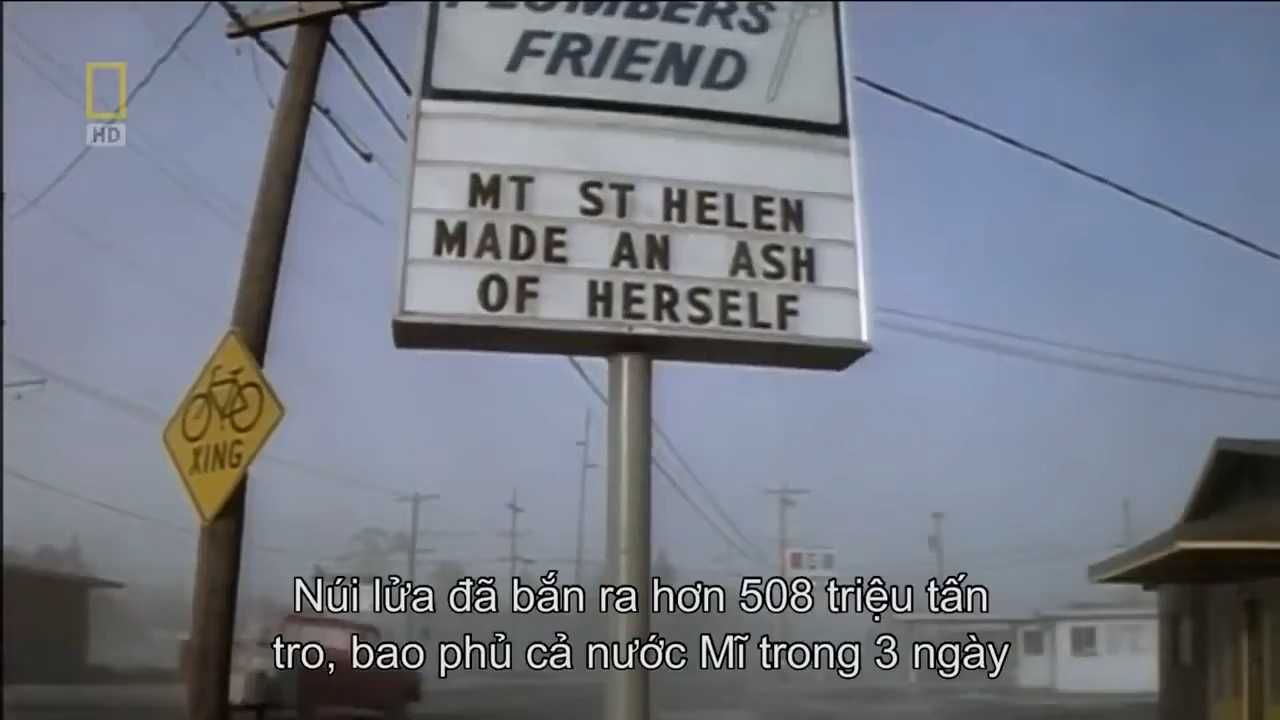 PLUMBERS
FRIEND
HD
MT ST HELEN
MADE AN ASH
OF HERSELF
XING
Núi lửa đã bắn ra hơn 508 triệu tấn
tro, bao phủ cả nước Mĩ trong 3 ngày